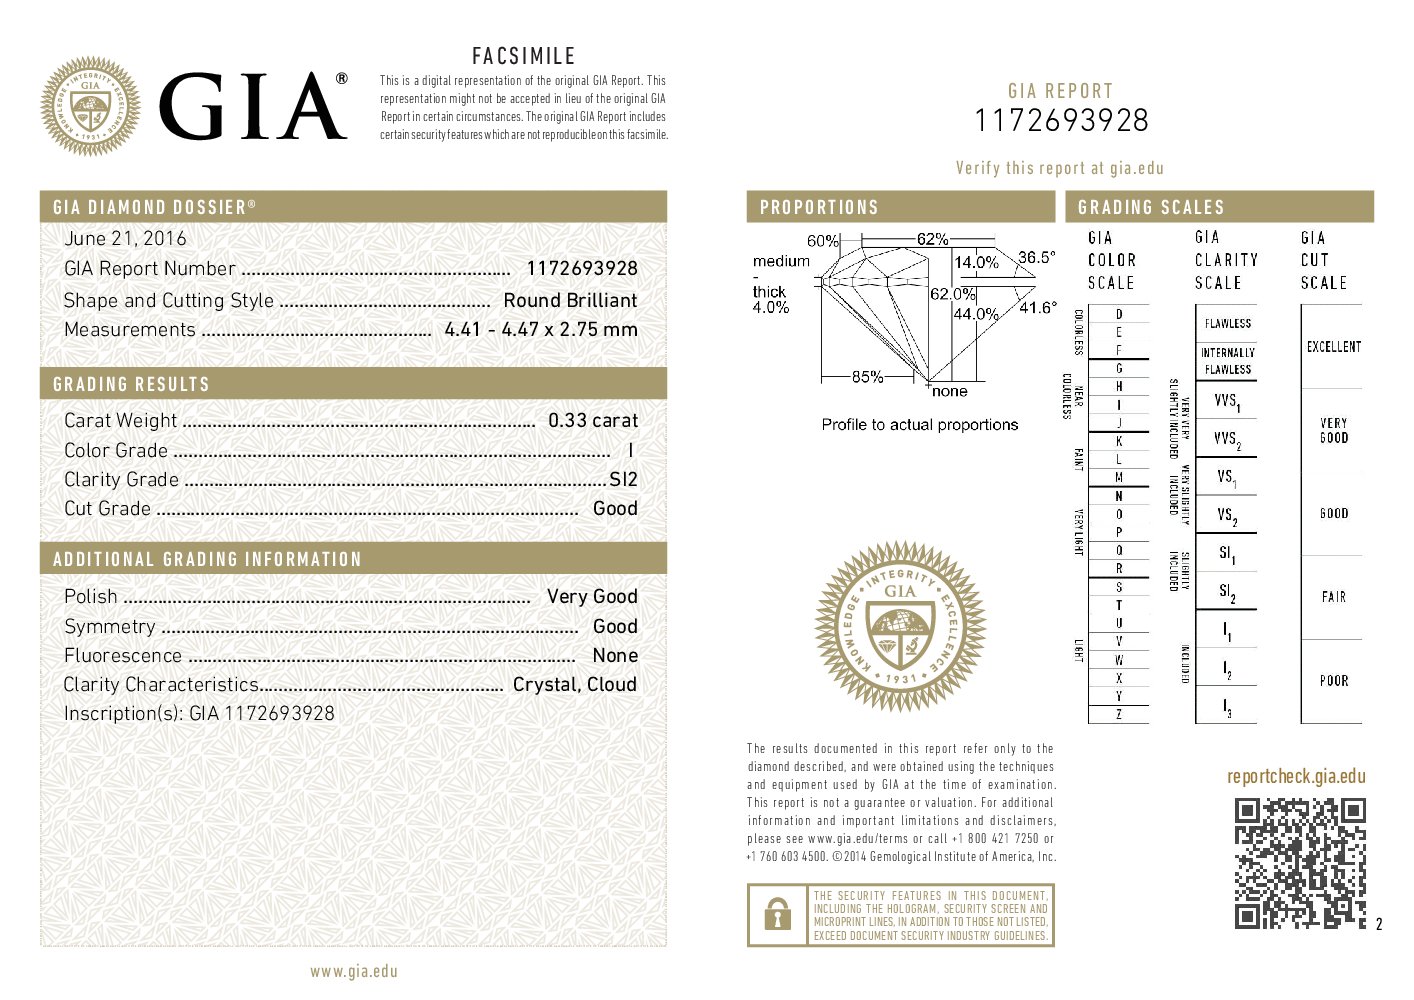 FACSIMILE
This is a digital representation of the original GIA Report. This
representation might not be accepted in lieu of the original GIA
Report in certain circumstances. The original GIA Report includes
certain security features which are not reproducible on this facsimile.
KNOWLEDGE • INTEGRITY • EXCELLENCE
GIA
• 1931 •
GIA®
GIA DIAMOND DOSSIER®
June 21, 2016
GIA Report Number ...................................................... 1172693928
Shape and Cutting Style .......................................... Round Brilliant
Measurements .............................................. 4.41 - 4.47 x 2.75 mm
GRADING RESULTS
Carat Weight ...................................................................... 0.33 carat
Color Grade ....................................................................................... I
Clarity Grade .....................................................................................SI2
Cut Grade .................................................................................... Good
ADDITIONAL GRADING INFORMATION
Polish ................................................................................. Very Good
Symmetry ................................................................................... Good
Fluorescence ............................................................................. None
Clarity Characteristics................................................. Crystal, Cloud
Inscription(s): GIA 1172693928
www.gia.edu
GIA REPORT
1172693928
Verify this report at gia.edu
PROPORTIONS
60%
62%
medium
-
thick
4.0%
14.0%
36.5°
62.0%
44.0%
41.6°
85%
none
Profile to actual proportions
KNOWLEDGE • INTEGRITY • EXCELLENCE
GIA
• 1931 •
The results documented in this report refer only to the
diamond described, and were obtained using the techniques
and equipment used by GIA at the time of examination.
This report is not a guarantee or valuation. For additional
information and important limitations and disclaimers,
please see www.gia.edu/terms or call +1 800 421 7250 or
+1 760 603 4500. ©2014 Gemological Institute of America, Inc.
THE SECURITY FEATURES IN THIS DOCUMENT,
INCLUDING THE HOLOGRAM, SECURITY SCREEN AND
MICROPRINT LINES, IN ADDITION TO THOSE NOT LISTED,
EXCEED DOCUMENT SECURITY INDUSTRY GUIDELINES.
GRADING SCALES
GIA
COLOR
SCALE
COLORLESS
D
E
F
NEAR
COLORLESS
G
H
I
J
FAINT
K
L
M
VERY LIGHT
N
O
P
Q
R
LIGHT
S
T
U
V
W
X
Y
Z
GIA
CLARITY
SCALE
FLAWLESS
INTERNALLY
FLAWLESS
VERY VERY
SLIGHTLY INCLUDED
VVS1
VVS2
VERY SLIGHTLY
INCLUDED
VS1
VS2
SLIGHTLY
INCLUDED
SI1
SI2
INCLUDED
I1
I2
I3
GIA
CUT
SCALE
EXCELLENT
VERY
GOOD
GOOD
FAIR
POOR
reportcheck.gia.edu
2